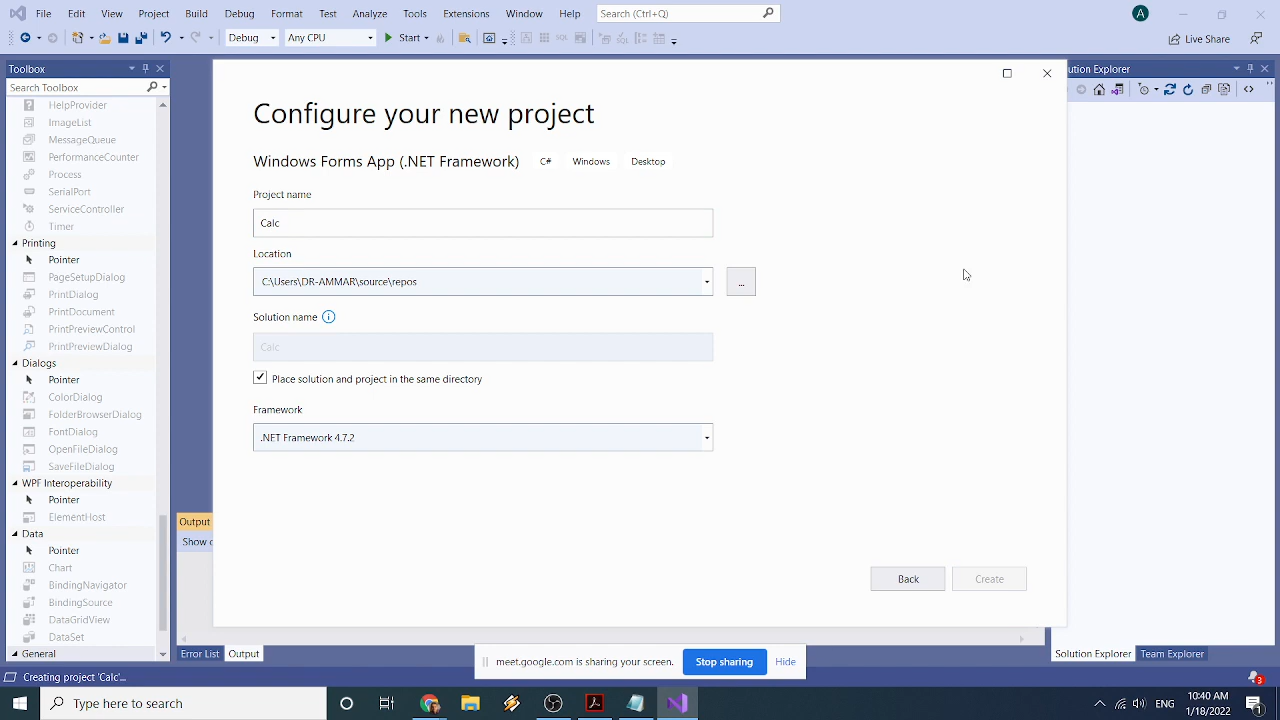 File Edit View Git Project Build Debug Test Analyze Tools Extensions Window Help Search (Ctrl+Q) A
Debug Any CPU Start Live Share
Toolbox
Search Toolbox
HelpProvider
ImageList
MessageQueue
PerformanceCounter
Process
SerialPort
ServiceController
Timer
Printing
Pointer
PageSetupDialog
PrintDialog
PrintDocument
PrintPreviewControl
PrintPreviewDialog
Dialogs
Pointer
ColorDialog
FolderBrowserDialog
FontDialog
OpenFileDialog
SaveFileDialog
WPF Interoperability
Pointer
ElementHost
Data
Pointer
Chart
BindingNavigator
BindingSource
DataGridView
DataSet
General
Output
Show o
Error List Output
Configure your new project
Windows Forms App (.NET Framework) C# Windows Desktop
Project name
Calc
Location
C:\Users\DR-AMMAR\source\repos
...
Solution name
Calc
Place solution and project in the same directory
Framework
.NET Framework 4.7.2
Back Create
olution Explorer
Solution Explorer Team Explorer
meet.google.com is sharing your screen. Stop sharing Hide
Creating project 'Calc'... 3
Type here to search
10:40 AM
1/18/2022
1